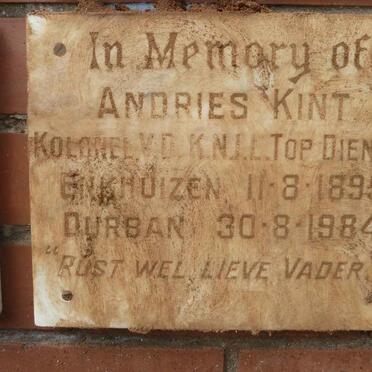 In Memory of
ANDRIES KINT
KOLONEL V.D. K.N.I.L. TOP DIEN
ENKHUIZEN 11-8-1895
DURBAN 30-8-1984
"RUST WEL LIEVE VADER